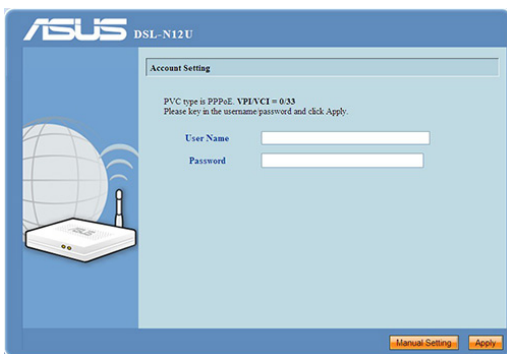 ASUS DSL-N12U
Account Setting
PVC type is PPPoE. VPI/VCI = 0/33
Please key in the username/password and click Apply.
User Name
Password
Manual Setting Apply